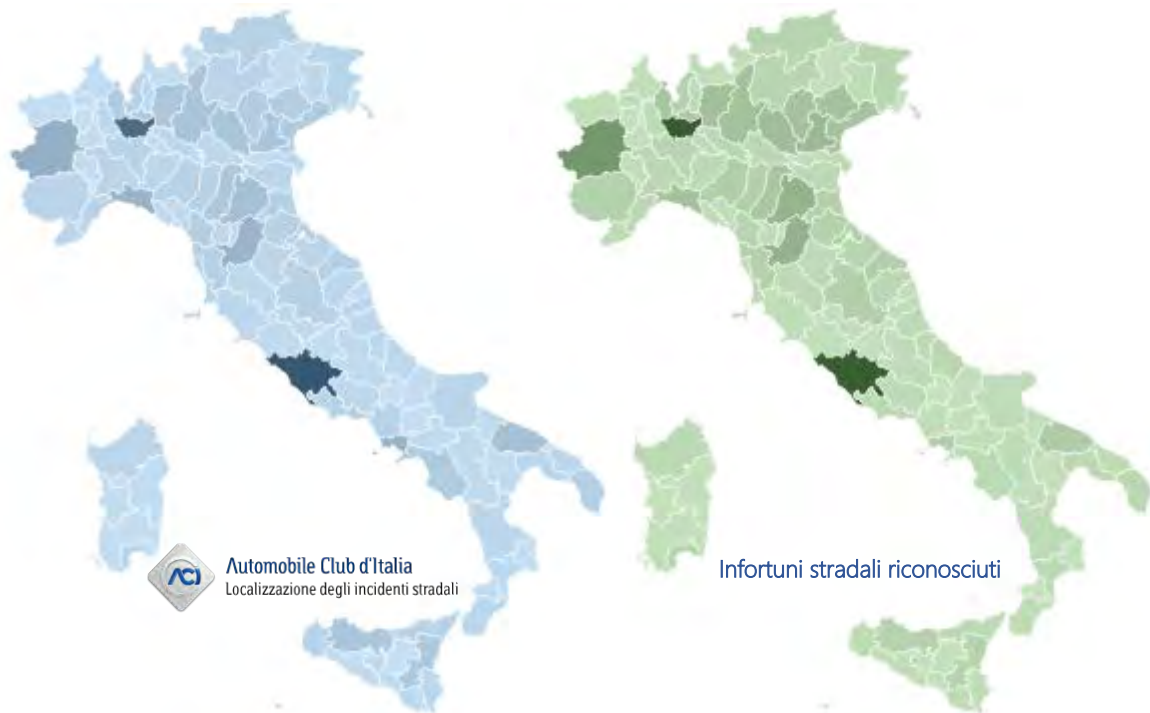 ACI
Automobile Club d'Italia
Localizzazione degli incidenti stradali
Infortuni stradali riconosciuti